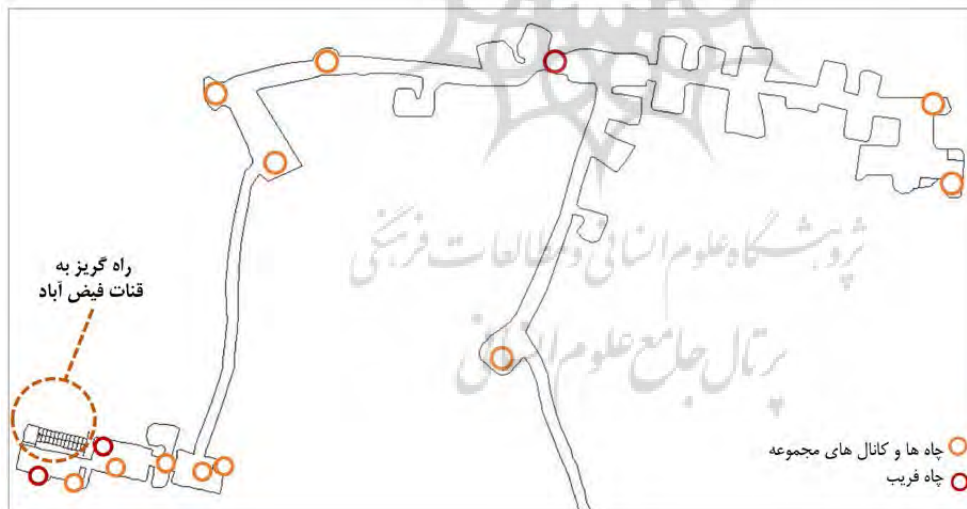 پژوهشگاه علوم انسانی و مطالعات فرهنگی
پرتال جامع علوم انسانی
راه گریز به
قنات فیض آباد
چاه ها و کانال های مجموعه
چاه فریب